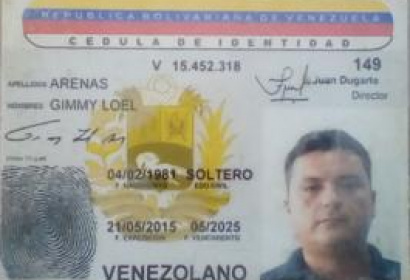 REPUBLICA BOLIVARIANA DE VENEZUELA
CEDULA DE IDENTIDAD
V 15.452.318 149
APELLIDOS ARENAS
Juan Dugarte
Director
NOMBRES GIMMY LOEL
04/02/1981 SOLTERO
F. NACIMIENTO EDO.CIVIL
21/05/2015 05/2025
F. EXPEDICION F. VENCIMIENTO
VENEZOLANO